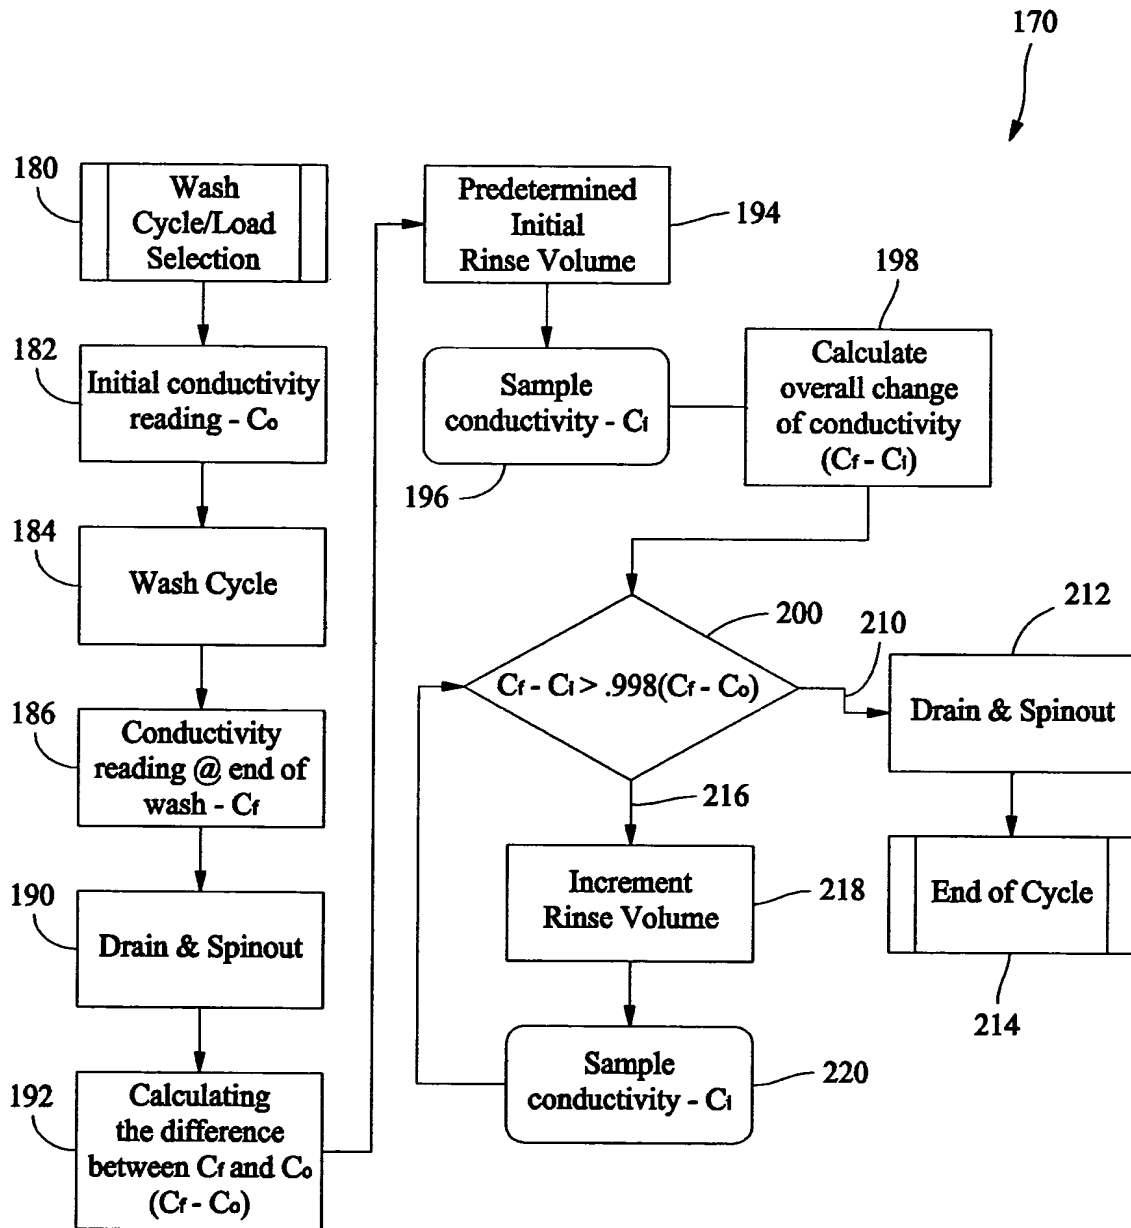 170
180
Wash
Cycle/Load
Selection
182
Initial conductivity
reading - Co
184
Wash Cycle
186
Conductivity
reading @ end of
wash - Cf
190
Drain & Spinout
192
Calculating
the difference
between Cf and Co
(Cf - Co)
Predetermined
Initial
Rinse Volume
194
Sample
conductivity - Ci
196
198
Calculate
overall change
of conductivity
(Cf - Ci)
200
Cf - Ci > .998(Cf - Co)
210
212
Drain & Spinout
End of Cycle
214
216
Increment
Rinse Volume
218
Sample
conductivity - Ci
220